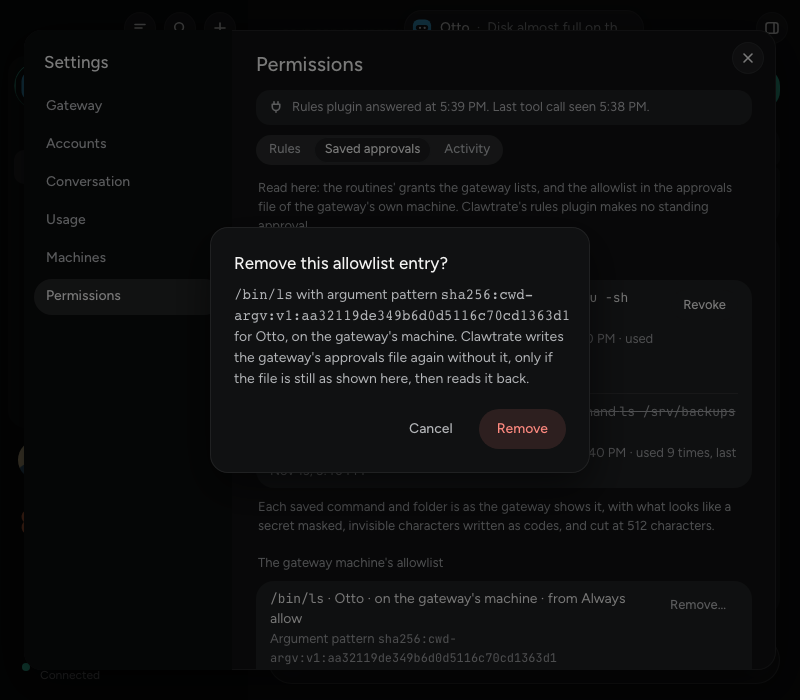 Otto · Disk almost full on th
Settings
Permissions
Gateway
Rules plugin answered at 5:39 PM. Last tool call seen 5:38 PM.
Accounts
Rules
Saved approvals
Activity
Conversation
Read here: the routines' grants the gateway lists, and the allowlist in the approvals
file of the gateway's own machine. Clawtrate's rules plugin makes no standing
approval.
Usage
Machines
Permissions
Remove this allowlist entry?
/bin/ls with argument pattern sha256:cwd-
argv:v1:aa32119de349b6d0d5116c70cd1363d1
for Otto, on the gateway's machine. Clawtrate writes
the gateway's approvals file again without it, only if
the file is still as shown here, then reads it back.
Cancel
Remove
-sh
Revoke
PM · used
ls /srv/backups
40 PM · used 9 times, last
Each saved command and folder is as the gateway shows it, with what looks like a
secret masked, invisible characters written as codes, and cut at 512 characters.
The gateway machine's allowlist
/bin/ls · Otto · on the gateway's machine · from Always
allow
Remove...
Argument pattern sha256:cwd-
argv:v1:aa32119de349b6d0d5116c70cd1363d1
Connected